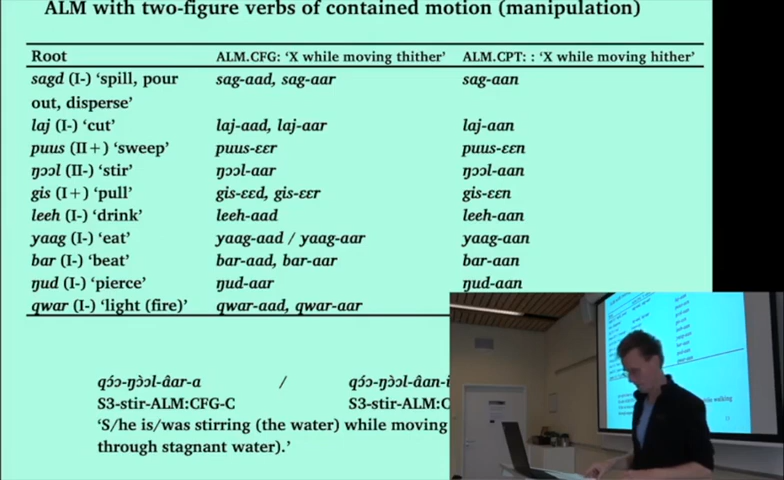 ALM with two-figure verbs of contained motion (manipulation)
Root ALM.CFG: ‘X while moving thither’ ALM.CPT: : ‘X while moving hither’
sagd (I-) ‘spill, pour sag-aad, sag-aar sag-aan
out, disperse’
laj (I-) ‘cut’ laj-aad, laj-aar laj-aan
puus (II+) ‘sweep’ puus-ɛɛr puus-ɛɛn
ŋɔɔl (II-) ‘stir’ ŋɔɔl-aar ŋɔɔl-aan
gis (I+) ‘pull’ gis-ɛɛd, gis-ɛɛr gis-ɛɛn
leeh (I-) ‘drink’ leeh-aad leeh-aan
yaag (I-) ‘eat’ yaag-aad / yaag-aar yaag-aan
bar (I-) ‘beat’ bar-aad, bar-aar bar-aan
ŋud (I-) ‘pierce’ ŋud-aar ŋud-aan
qwar (I-) ‘light (fire)’ qwar-aad, qwar-aar
qɔ́ɔ-ŋɔ̀ɔl-âar-a / qɔ́ɔ-ŋɔ̀ɔl-âan-i
S3-stir-ALM:CFG-C S3-stir-ALM:C
‘S/he is/was stirring (the water) while moving
through stagnant water).’
walking